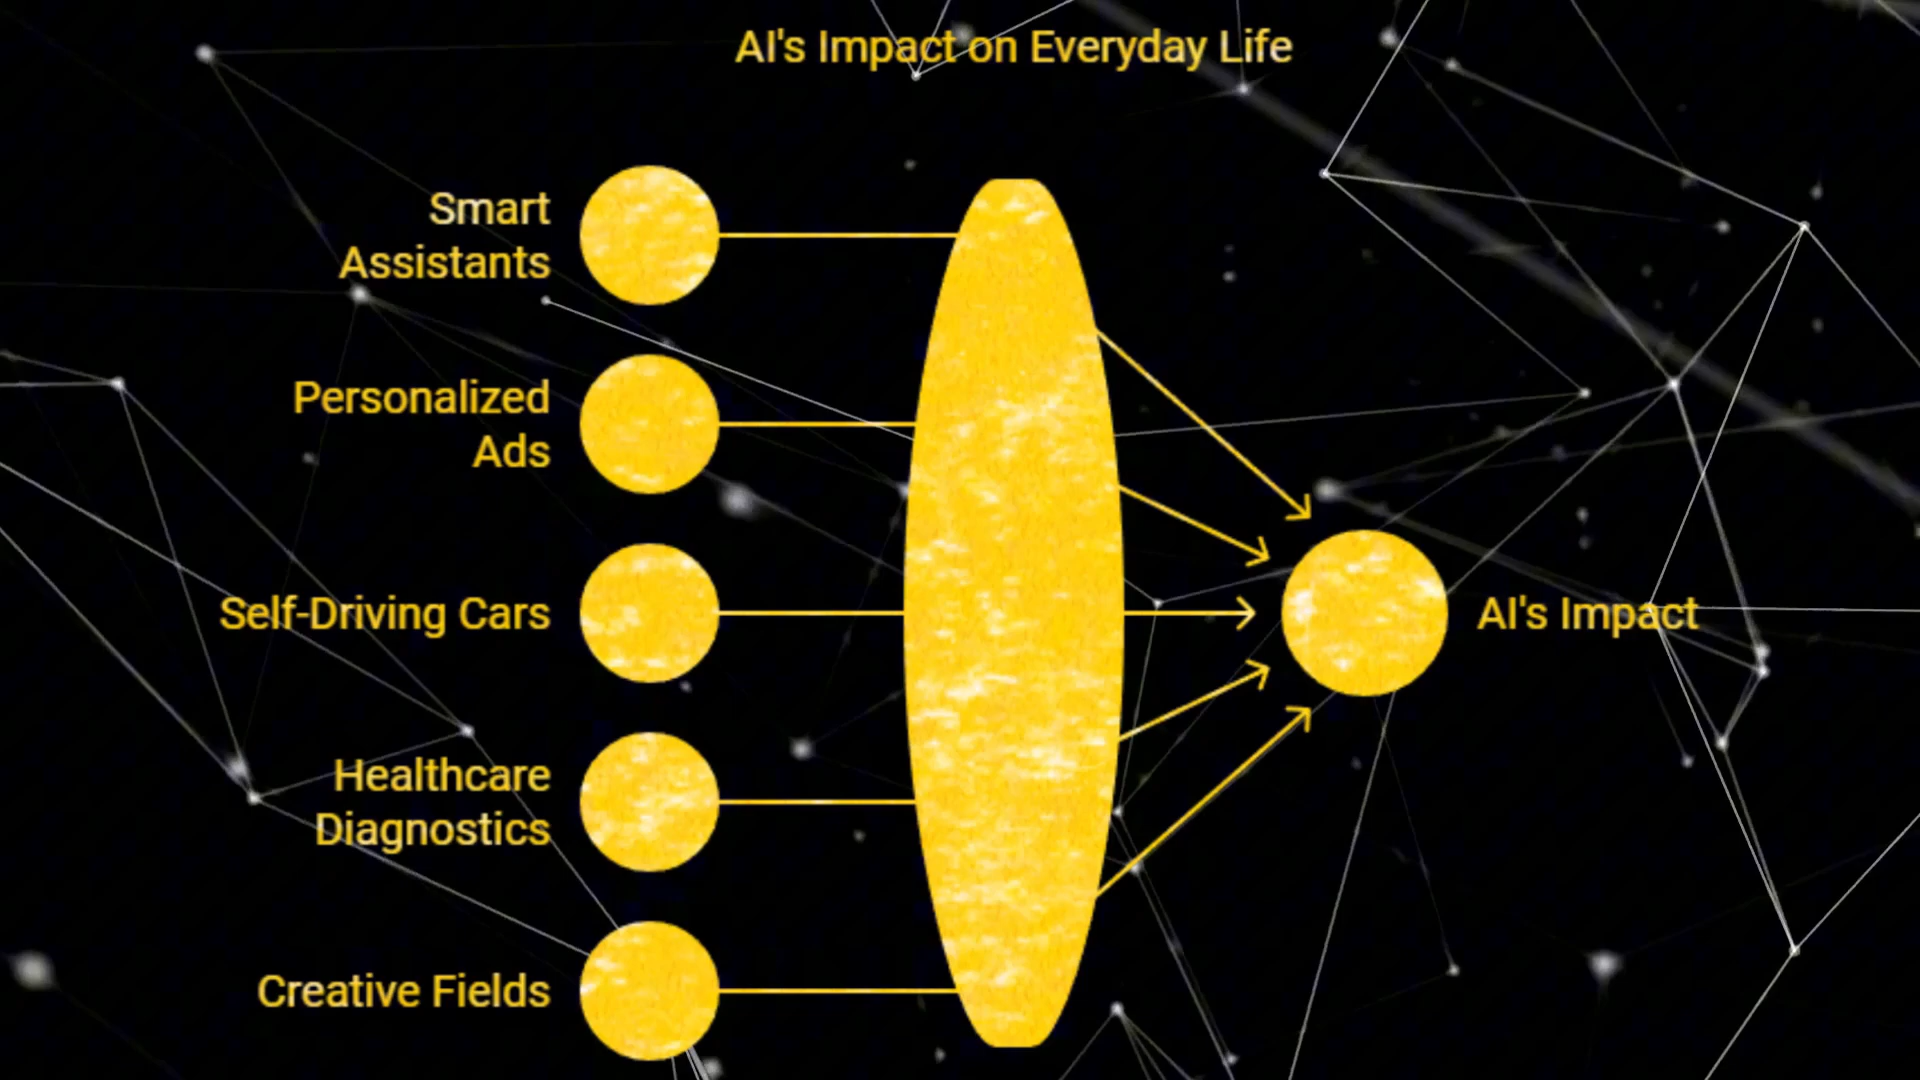 AI's Impact on Everyday Life
Smart
Assistants
Personalized
Ads
Self-Driving Cars
Healthcare
Diagnostics
Creative Fields
AI's Impact